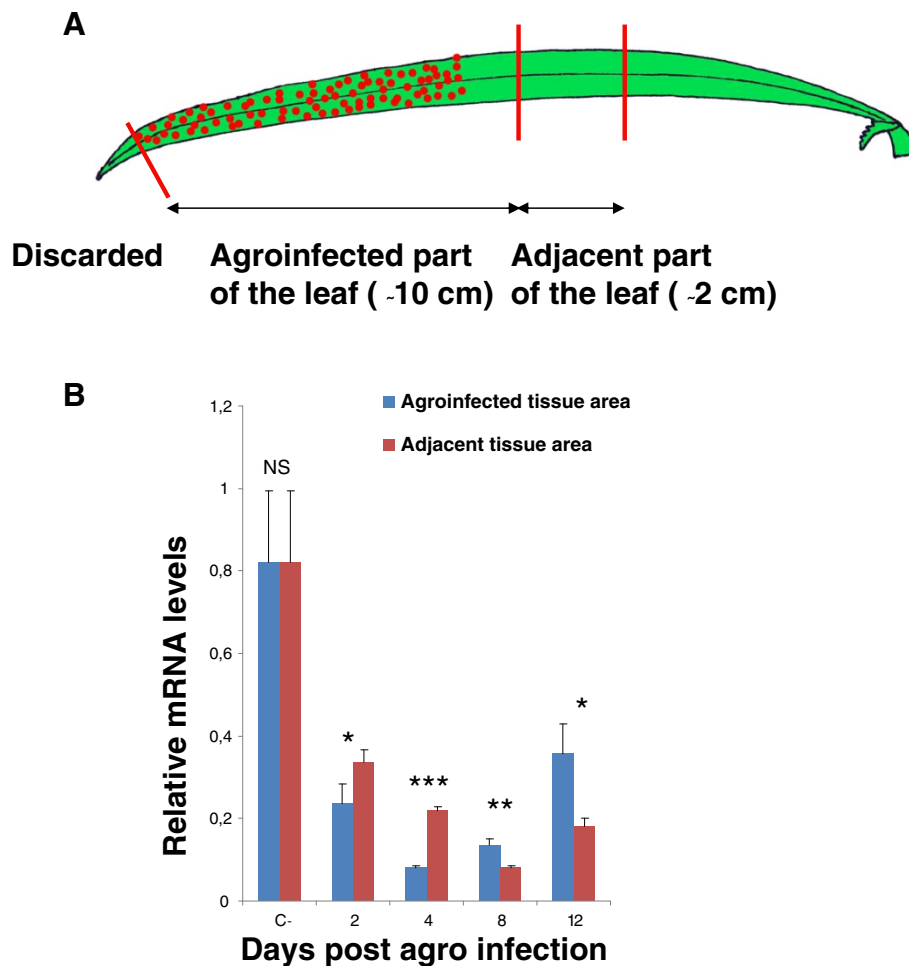 A
Discarded
Agroinfected part
of the leaf ( ~10 cm)
Adjacent part
of the leaf ( ~2 cm)
B
Agroinfected tissue area
Adjacent tissue area
Relative mRNA levels
1,2
1
0,8
0,6
0,4
0,2
0
NS
*
***
**
*
C-
2
4
8
12
Days post agro infection